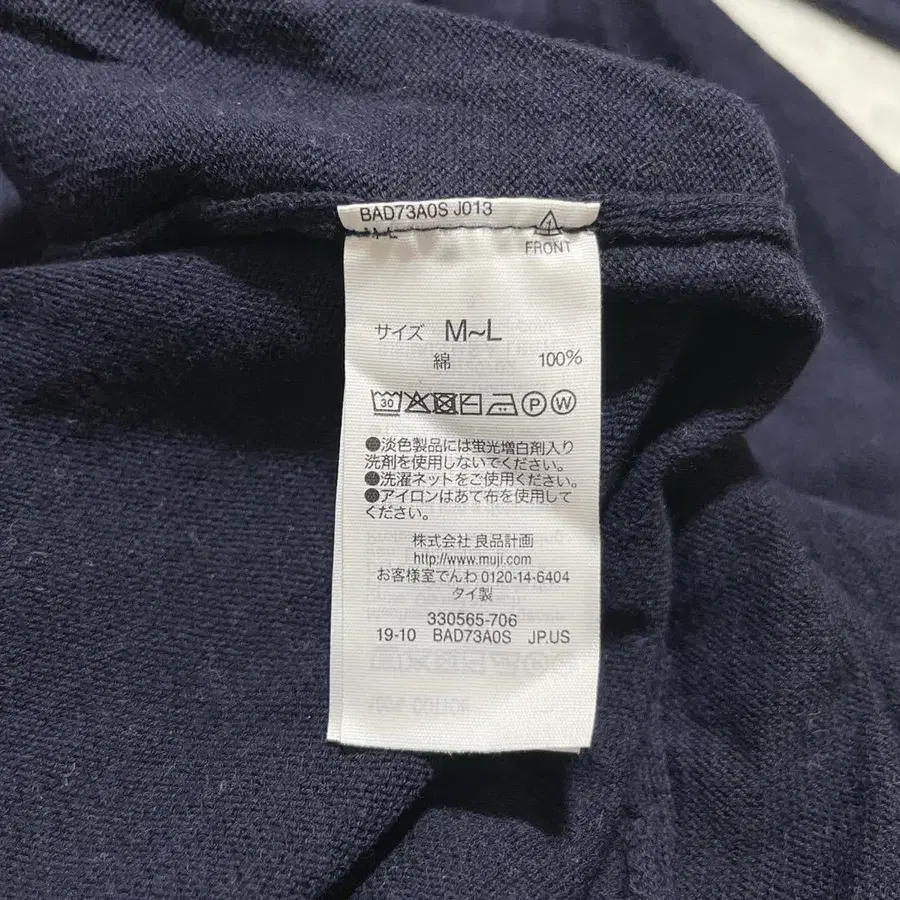 BAD73A0S J013
FRONT
サイズ M~L
綿 100%
30 P W
●淡色製品には蛍光増白剤入り
洗剤を使用しないでください。
●洗濯ネットをご使用ください。
●アイロンはあて布を使用して
ください。
株式会社 良品計画
http://www.muji.com
お客様室でんわ 0120-14-6404
タイ製
330565-706
19-10 BAD73A0S JP.US